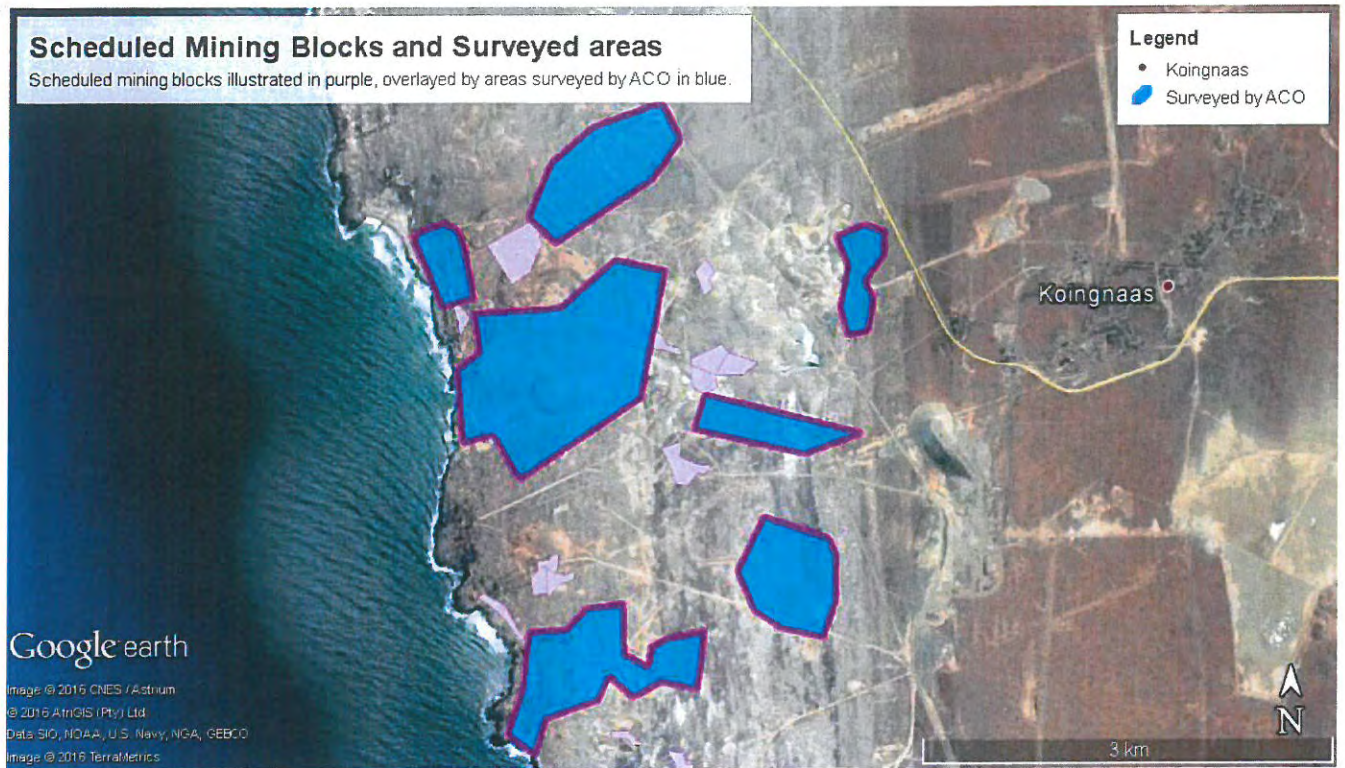 Scheduled Mining Blocks and Surveyed areas
Scheduled mining blocks illustrated in purple, overlayed by areas surveyed by ACO in blue.
Legend
Koingnaas
Surveyed by ACO
Koingnaas
Google earth
Image © 2016 CNES / Astrium
© 2016 AfriGIS (Pty) Ltd
Data SIO, NOAA, U.S. Navy, NGA, GEBCO
Image © 2016 TerraMetrics
N
3 km